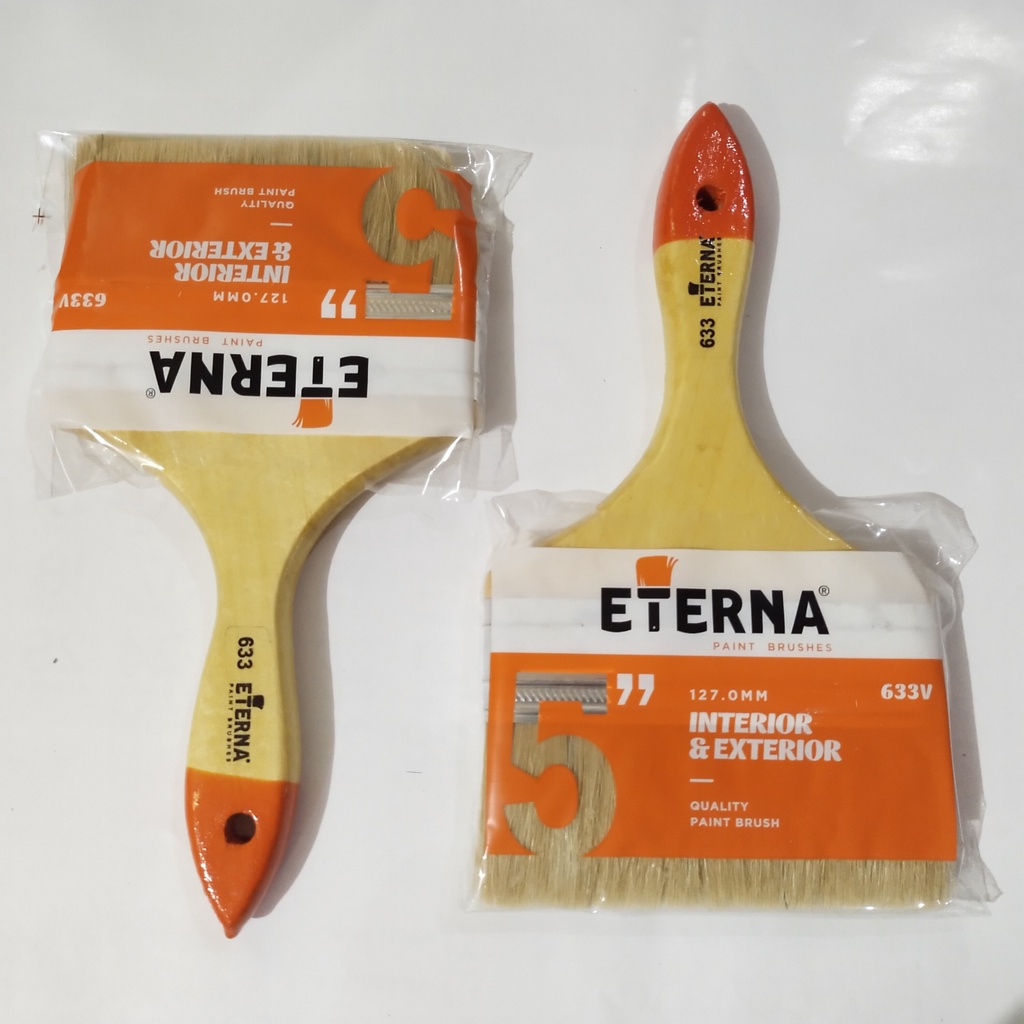 QUALITY
PAINT BRUSH
INTERIOR
& EXTERIOR
127.0MM
633V
5”
PAINT BRUSHES
ETERNA®
633 ETERNA
PAINT BRUSHES
633 ETERNA
PAINT BRUSHES
ETERNA®
PAINT BRUSHES
5”
127.0MM
633V
INTERIOR
& EXTERIOR
QUALITY
PAINT BRUSH